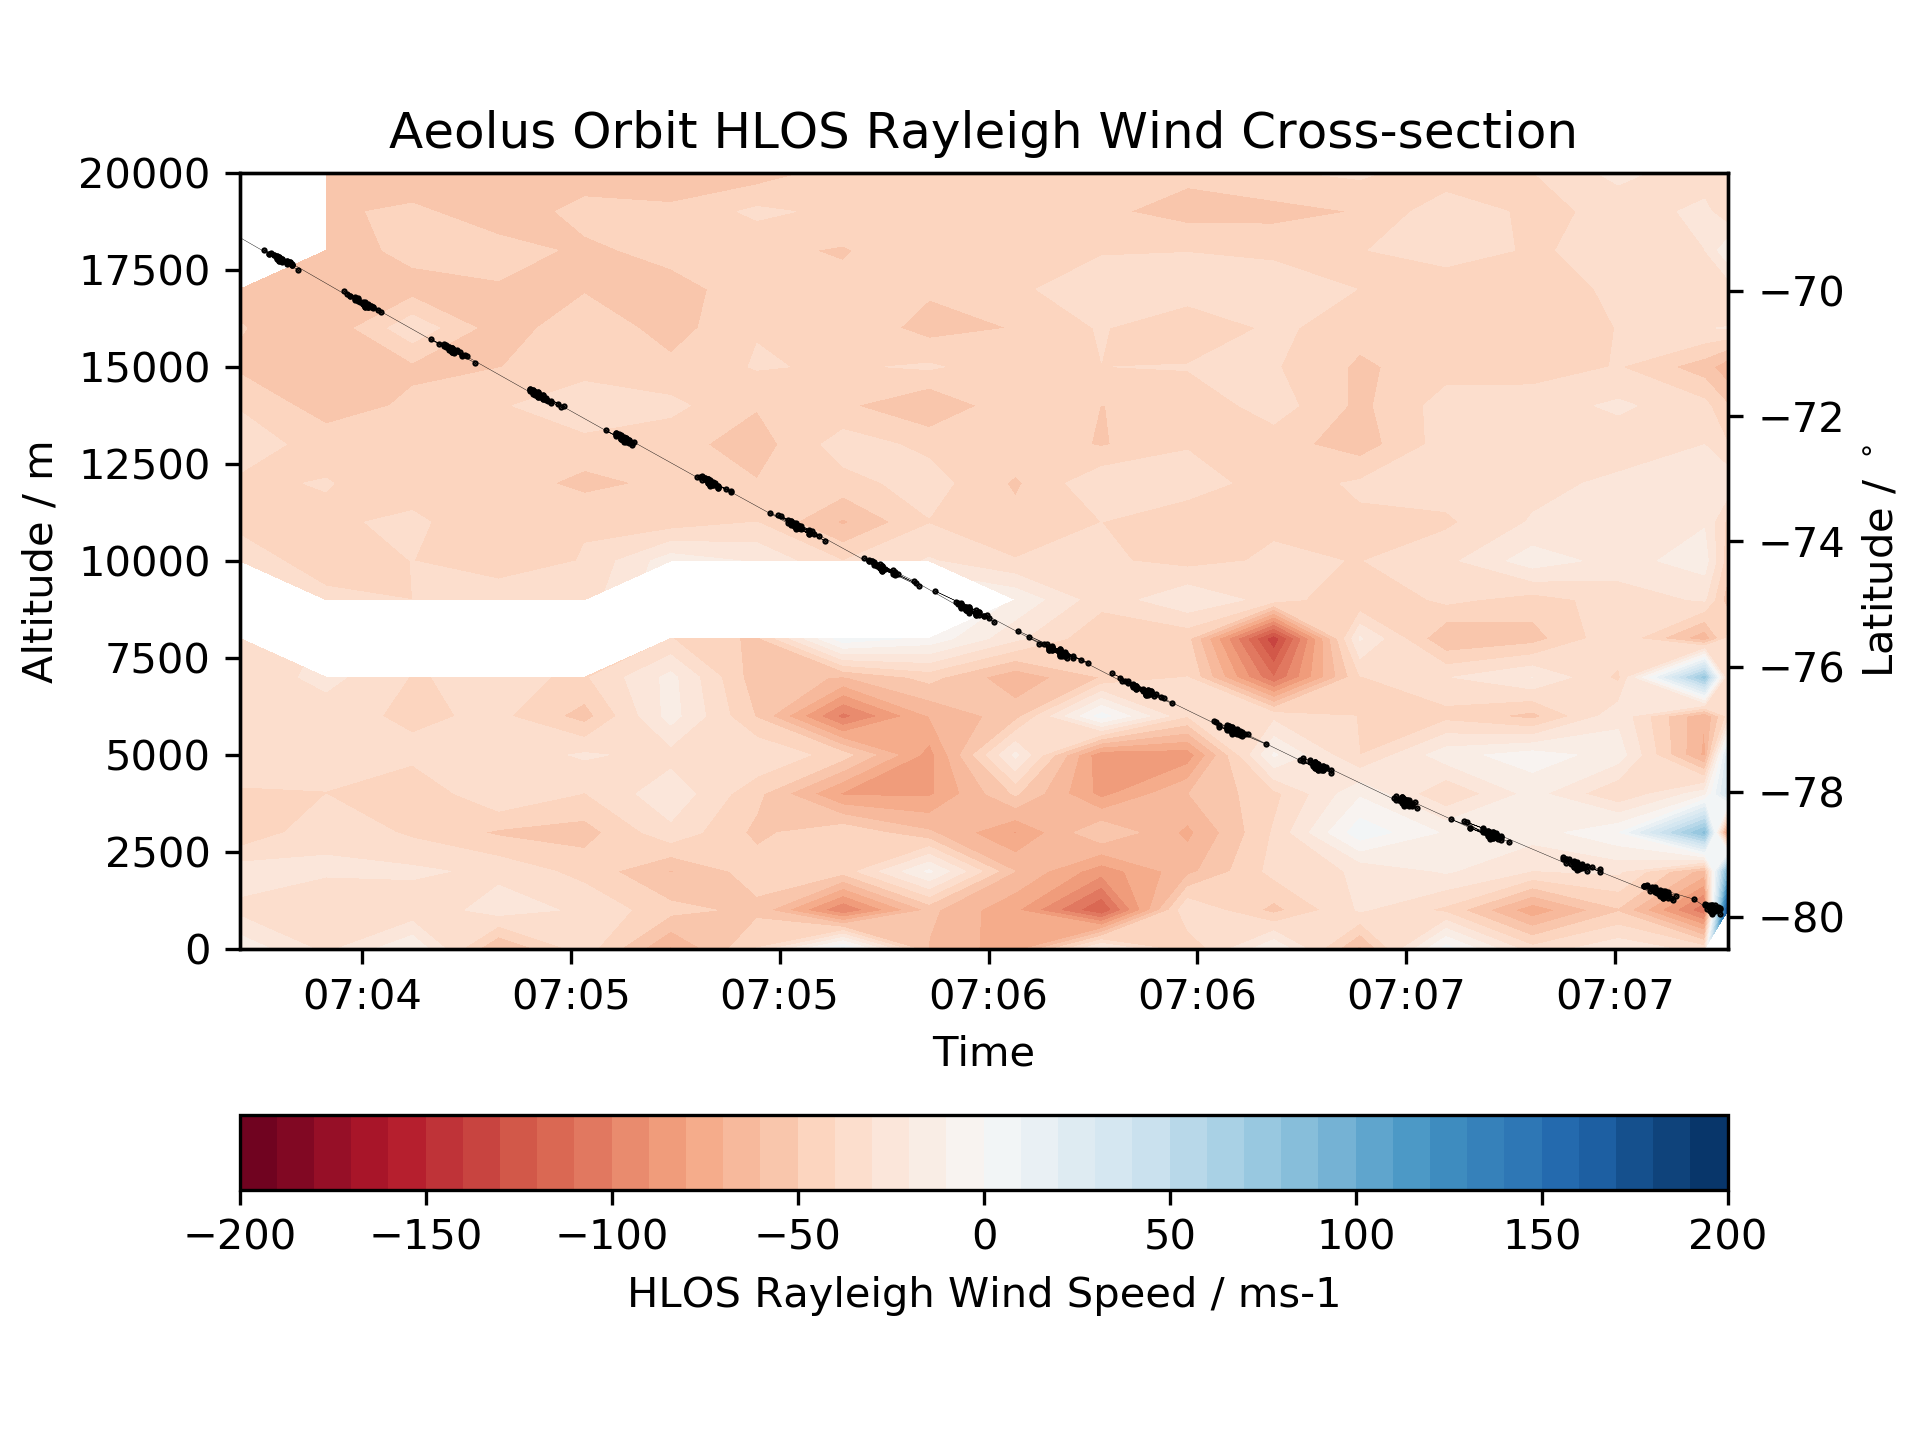 Aeolus Orbit HLOS Rayleigh Wind Cross-section
20000
17500
15000
12500
10000
7500
5000
2500
0
Altitude / m
−70
−72
−74
−76
−78
−80
Latitude / °
07:04 07:05 07:05 07:06 07:06 07:07 07:07
Time
−200 −150 −100 −50 0 50 100 150 200
HLOS Rayleigh Wind Speed / ms-1